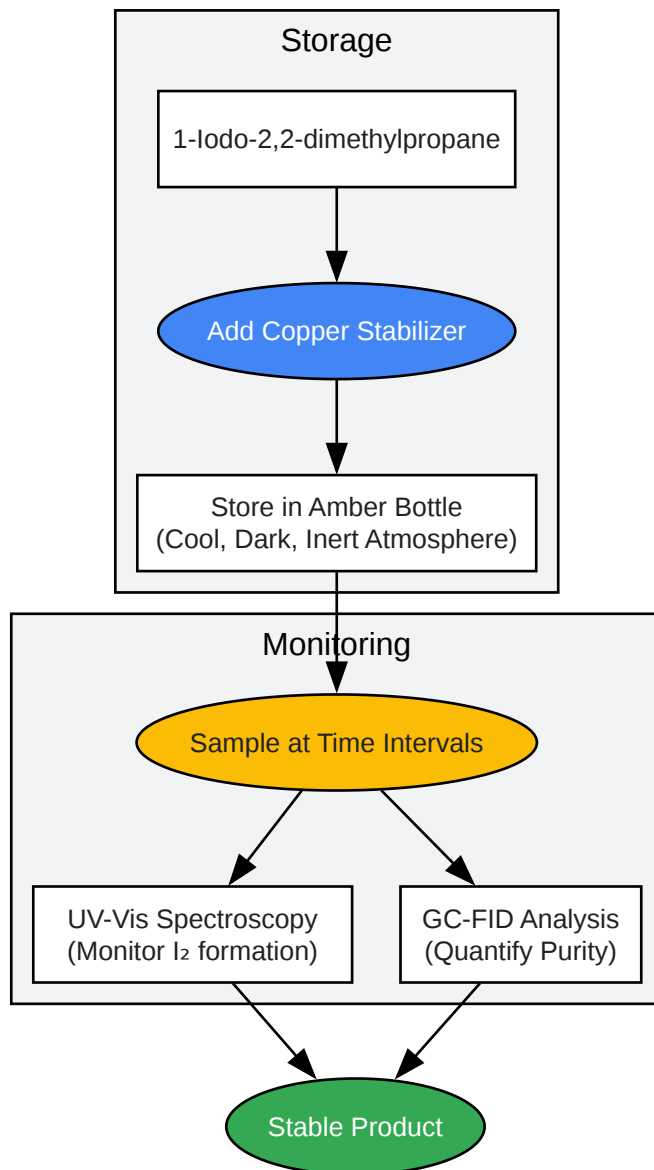 Storage
1-Iodo-2,2-dimethylpropane
Add Copper Stabilizer
Store in Amber Bottle
(Cool, Dark, Inert Atmosphere)
Monitoring
Sample at Time Intervals
UV-Vis Spectroscopy
(Monitor I₂ formation)
GC-FID Analysis
(Quantify Purity)
Stable Product